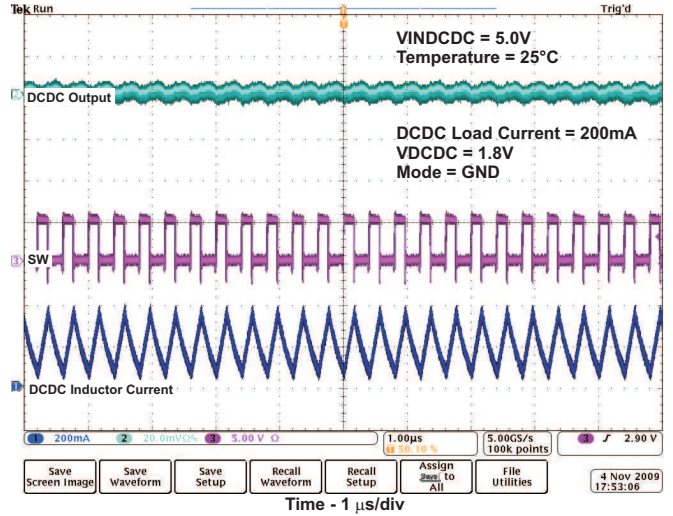 Tek Run Trig'd
VINDCDC = 5.0V
Temperature = 25°C
2 DCDC Output
DCDC Load Current = 200mA
VDCDC = 1.8V
Mode = GND
3 SW
1 DCDC Inductor Current
1 200mA 2 20.0mVΩ 3 5.00 V Ω 1.00µs 5.00GS/s 3 2.90 V
50.10 % 100k points
Save Screen Image
Save Waveform
Save Setup
Recall Waveform
Recall Setup
Assign Save to All
File Utilities
4 Nov 2009
17:53:06
Time - 1 µs/div